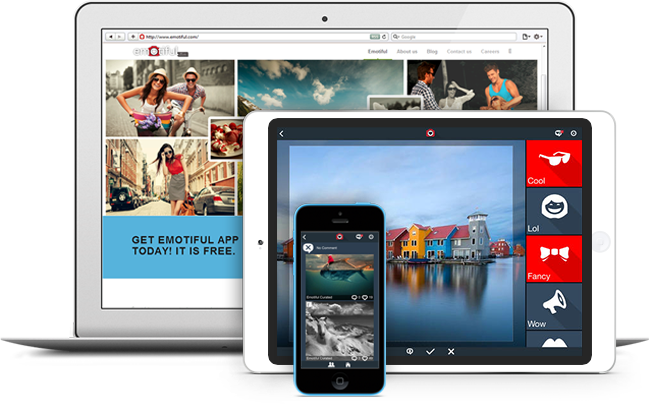 http://www.emotiful.com/
Google
emotiful
Emotiful About us Blog Contact us Careers
GET EMOTIFUL APP
TODAY! IT IS FREE.
Cool
Lol
Fancy
Wow
No Comment
Emotiful Curated
Emotiful Curated